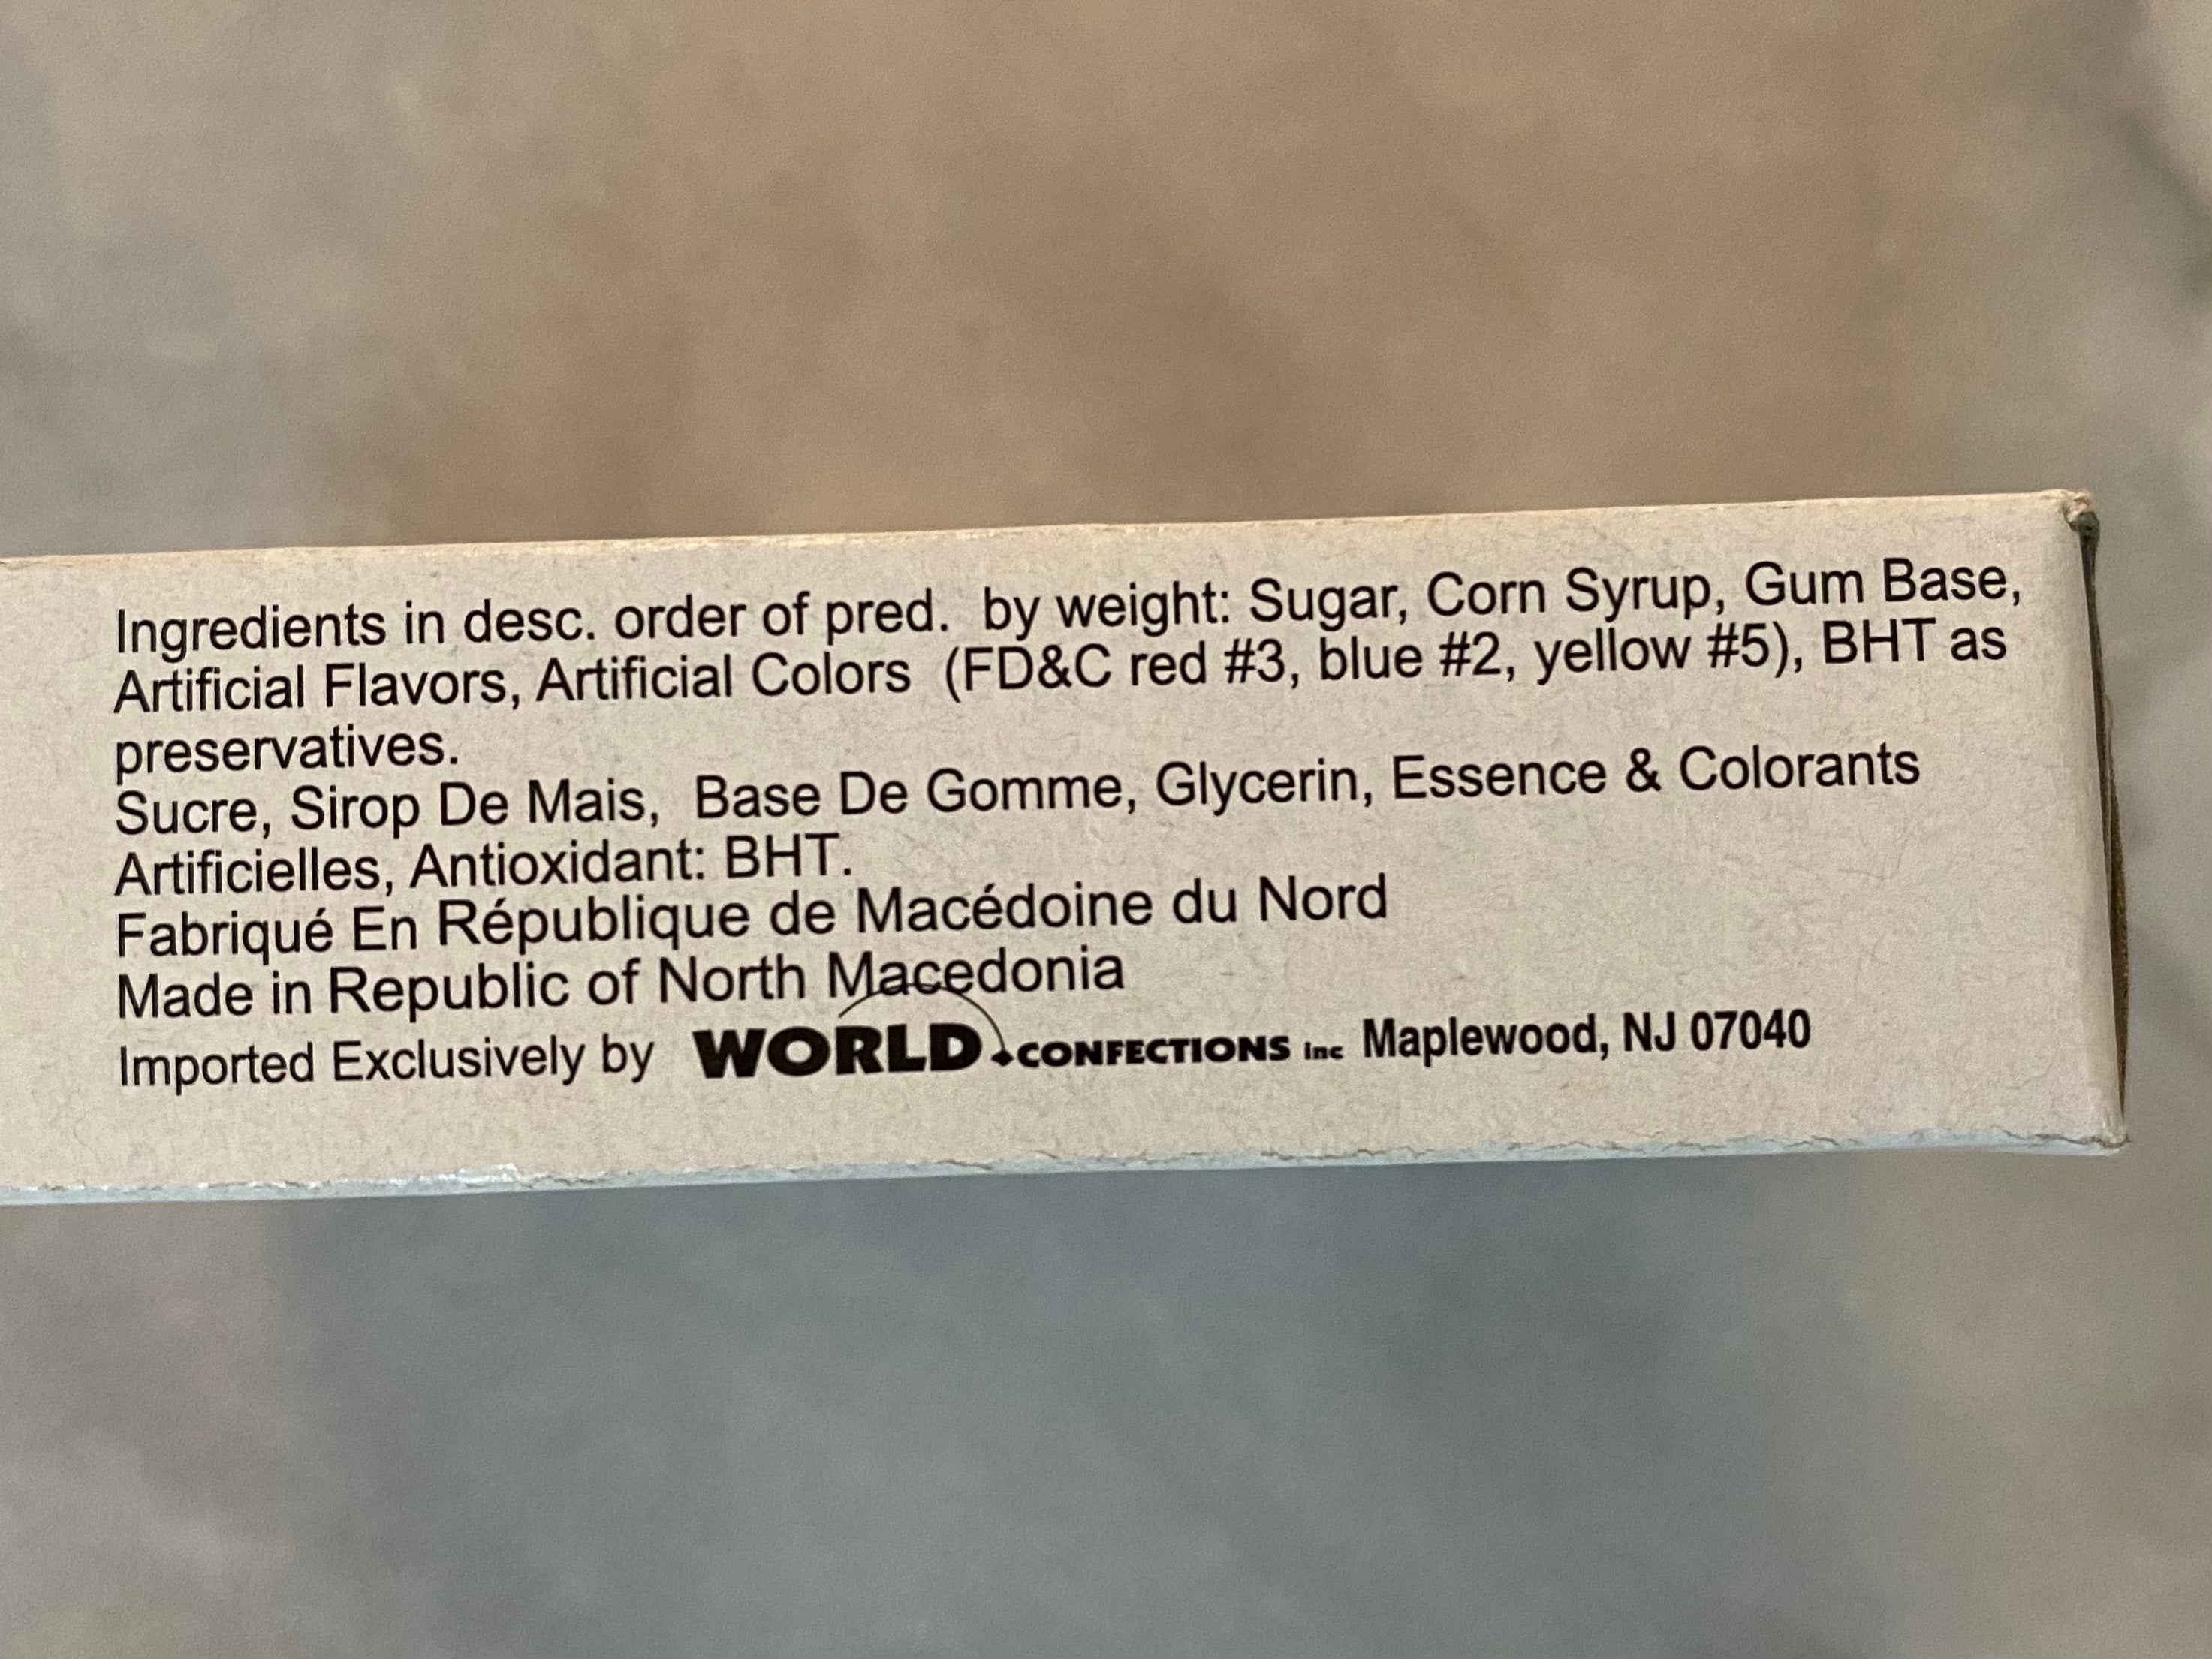 Ingredients in desc. order of pred. by weight: Sugar, Corn Syrup, Gum Base,
Artificial Flavors, Artificial Colors (FD&C red #3, blue #2, yellow #5), BHT as
preservatives.
Sucre, Sirop De Mais, Base De Gomme, Glycerin, Essence & Colorants
Artificielles, Antioxidant: BHT.
Fabriqué En République de Macédoine du Nord
Made in Republic of North Macedonia
Imported Exclusively by WORLD CONFECTIONS Inc Maplewood, NJ 07040